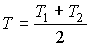 T = (T₁ + T₂) / 2